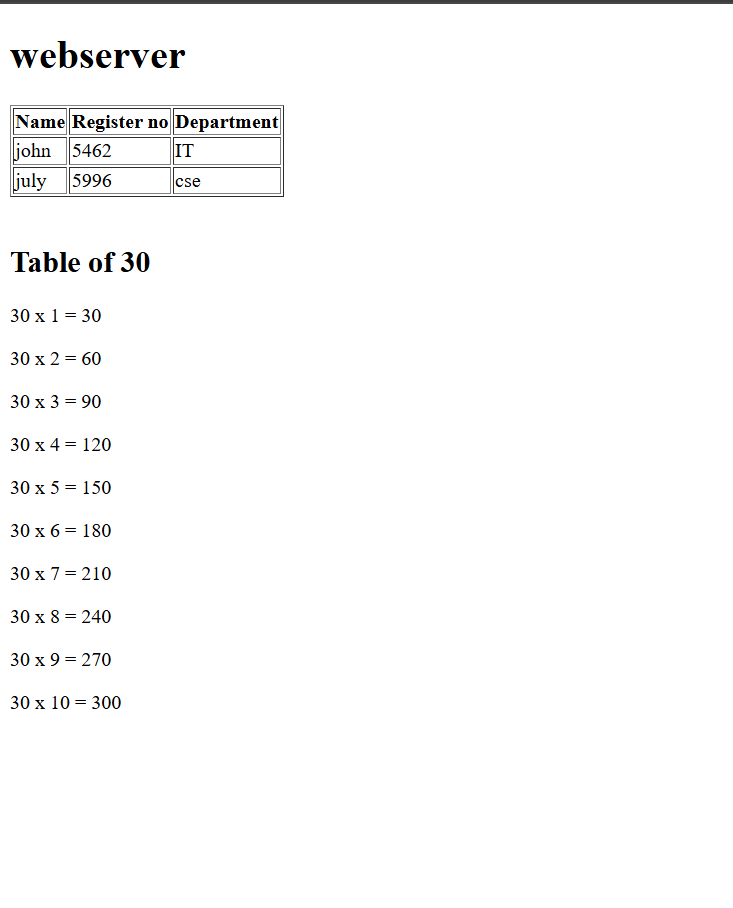 webserver
Name Register no Department
john 5462 IT
july 5996 cse
Table of 30
30 x 1 = 30
30 x 2 = 60
30 x 3 = 90
30 x 4 = 120
30 x 5 = 150
30 x 6 = 180
30 x 7 = 210
30 x 8 = 240
30 x 9 = 270
30 x 10 = 300